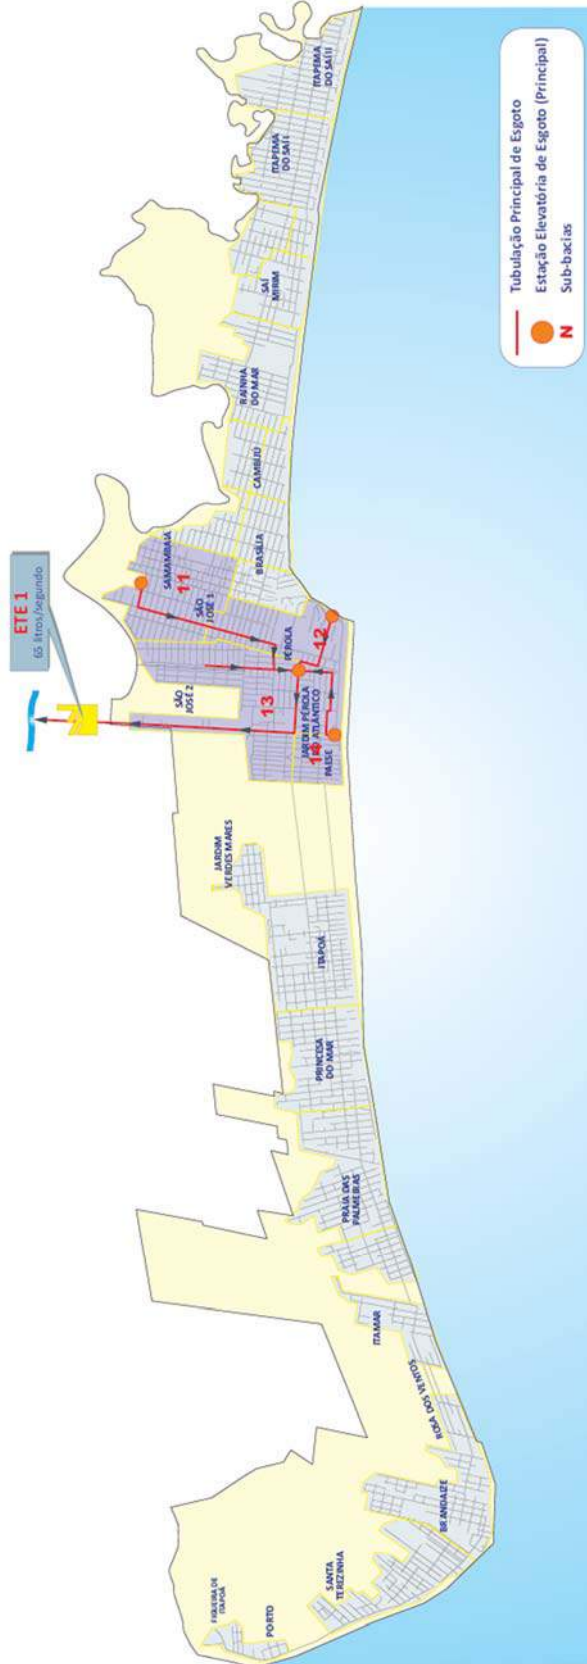 FIGUEIRA DE
ITAPOÁ
PORTO
SANTA
TEREZINHA
BRANDALIZE
ROSA DOS VENTOS
ITAMAR
PRAIA DAS
PALMEIRAS
PRINCESA
DO MAR
ITAPOÁ
JARDIM
VERDES MARES
ETE 1
65 litros/segundo
SÃO
JOSÉ 2
13
JARDIM PÉROLA
DO ATLÂNTICO
14
PAESE
PÉROLA
12
SÃO
JOSÉ 1
11
SAMAMBAIA
BRASÍLIA
CAMBIJU
RAINHA
DO MAR
SAÍ
MIRIM
ITAPEMA
DO SAÍ I
ITAPEMA
DO SAÍ II
Tubulação Principal de Esgoto
Estação Elevatória de Esgoto (Principal)
N Sub-bacias